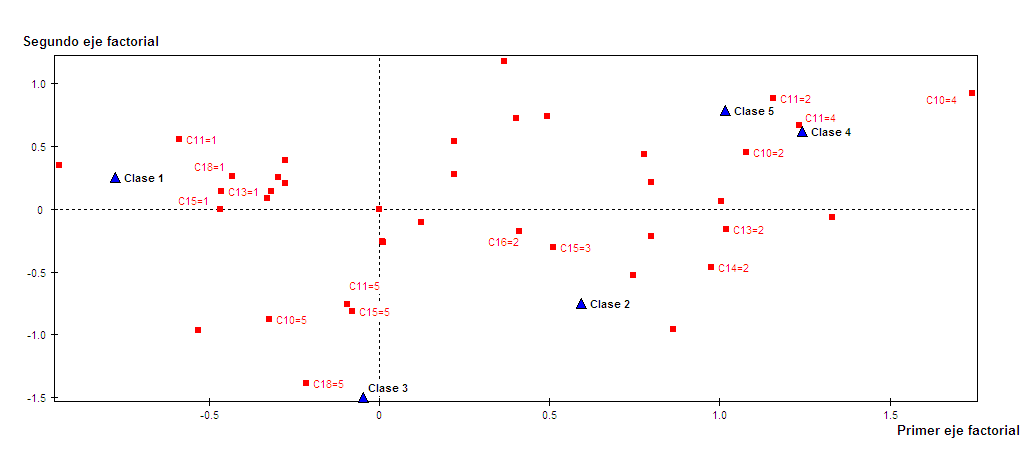 Segundo eje factorial
1.0
0.5
0
-0.5
-1.0
-1.5
C11=2
C10=4
Clase 5
C11=4
Clase 4
C11=1
C10=2
C18=1
Clase 1
C13=1
C15=1
C16=2
C15=3
C13=2
C14=2
C11=5
Clase 2
C15=5
C10=5
C18=5
Clase 3
-0.5
0
0.5
1.0
1.5
Primer eje factorial